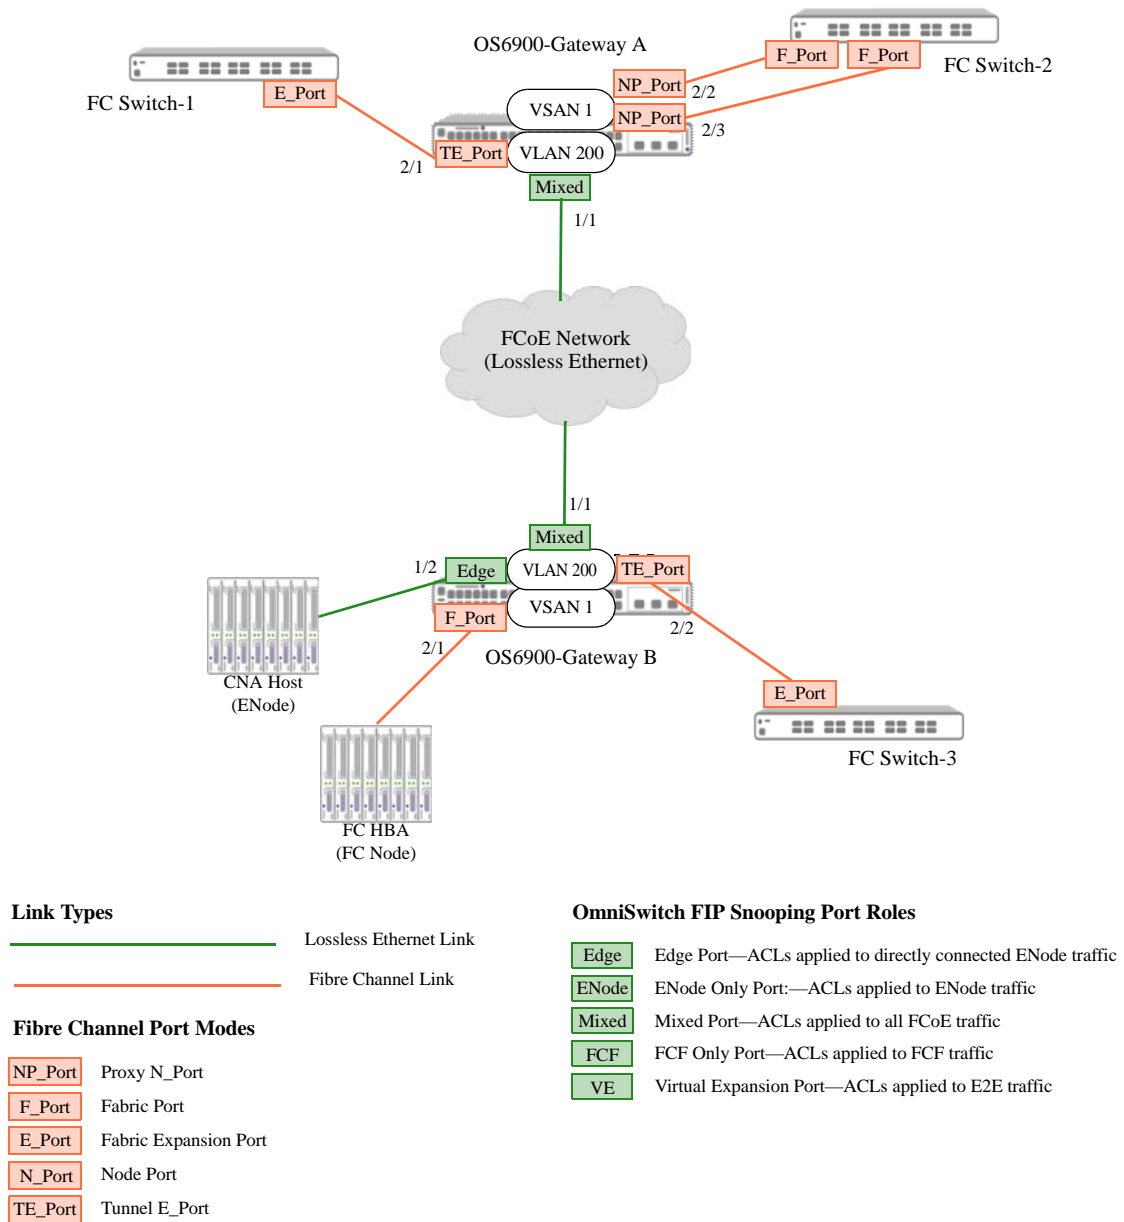 OS6900-Gateway A
F_Port
F_Port
FC Switch-2
E_Port
FC Switch-1
NP_Port
2/2
VSAN 1
NP_Port
2/3
TE_Port
VLAN 200
2/1
Mixed
1/1
FCoE Network
(Lossless Ethernet)
1/1
Mixed
1/2
Edge
VLAN 200
TE_Port
F_Port
VSAN 1
2/1
2/2
OS6900-Gateway B
CNA Host
(ENode)
E_Port
FC Switch-3
FC HBA
(FC Node)
Link Types
Lossless Ethernet Link
Fibre Channel Link
Fibre Channel Port Modes
NP_Port Proxy N_Port
F_Port Fabric Port
E_Port Fabric Expansion Port
N_Port Node Port
TE_Port Tunnel E_Port
OmniSwitch FIP Snooping Port Roles
Edge Edge Port—ACLs applied to directly connected ENode traffic
ENode ENode Only Port:—ACLs applied to ENode traffic
Mixed Mixed Port—ACLs applied to all FCoE traffic
FCF FCF Only Port—ACLs applied to FCF traffic
VE Virtual Expansion Port—ACLs applied to E2E traffic